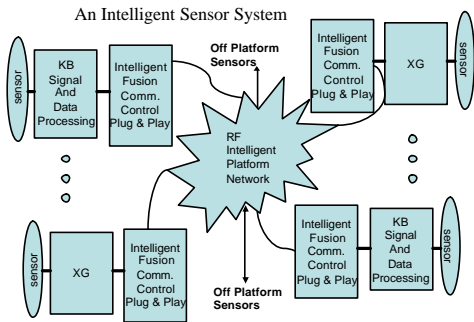 An Intelligent Sensor System
sensor
KB
Signal
And
Data
Processing
Intelligent
Fusion
Comm.
Control
Plug & Play
Off Platform
Sensors
Intelligent
Fusion
Comm.
Control
Plug & Play
XG
sensor
RF
Intelligent
Platform
Network
sensor
XG
Intelligent
Fusion
Comm.
Control
Plug & Play
Off Platform
Sensors
Intelligent
Fusion
Comm.
Control
Plug & Play
KB
Signal
And
Data
Processing
sensor